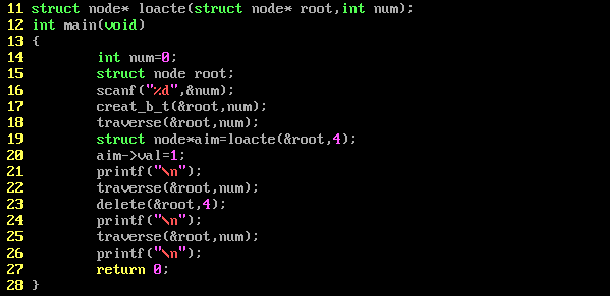 11 struct node* loacte(struct node* root,int num);
12 int main(void)
13 {
14 int num=0;
15 struct node root;
16 scanf("%d",&num);
17 creat_b_t(&root,num);
18 traverse(&root,num);
19 struct node*aim=loacte(&root,4);
20 aim->val=1;
21 printf("\n");
22 traverse(&root,num);
23 delete(&root,4);
24 printf("\n");
25 traverse(&root,num);
26 printf("\n");
27 return 0;
28 }